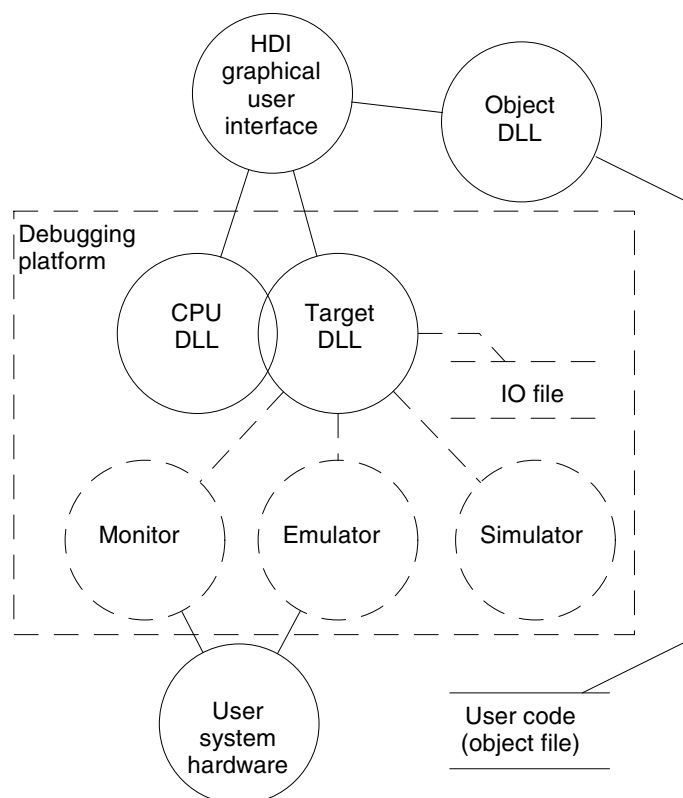 HDI
graphical
user
interface
Object
DLL
Debugging
platform
CPU
DLL
Target
DLL
IO file
Monitor
Emulator
Simulator
User
system
hardware
User code
(object file)